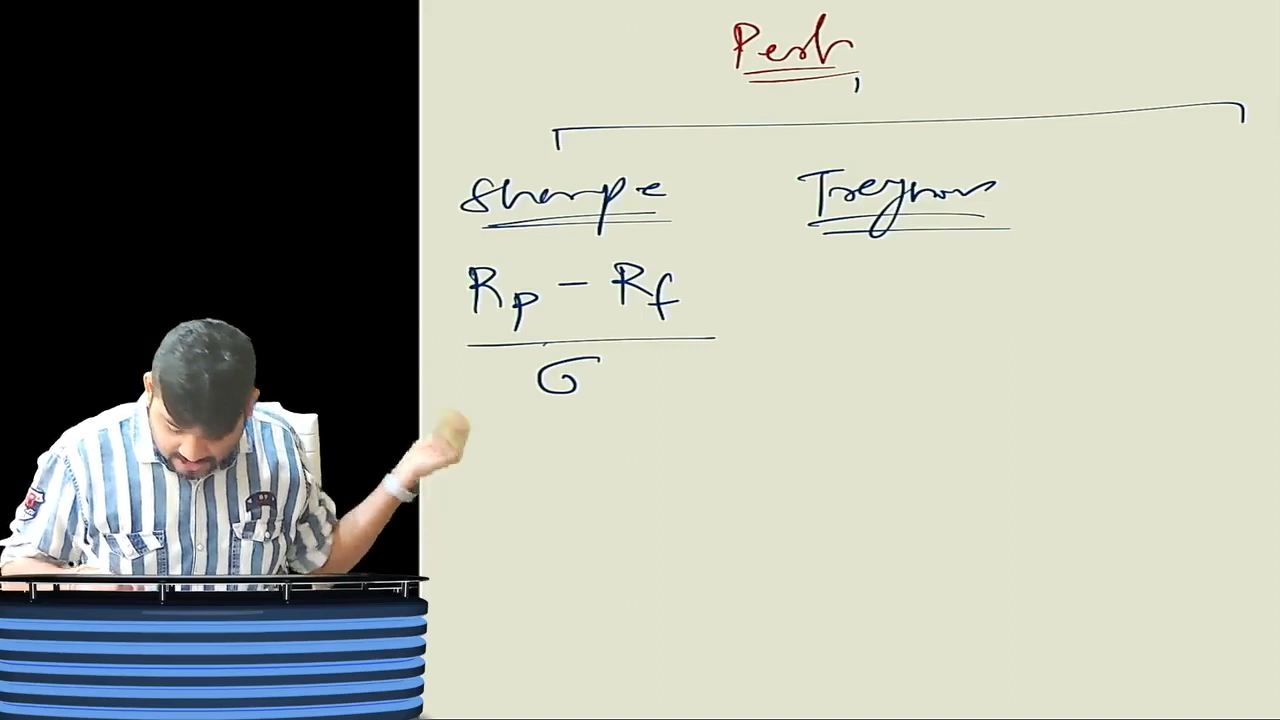 Perf
Sharpe Treynor
Rp - Rf
σ